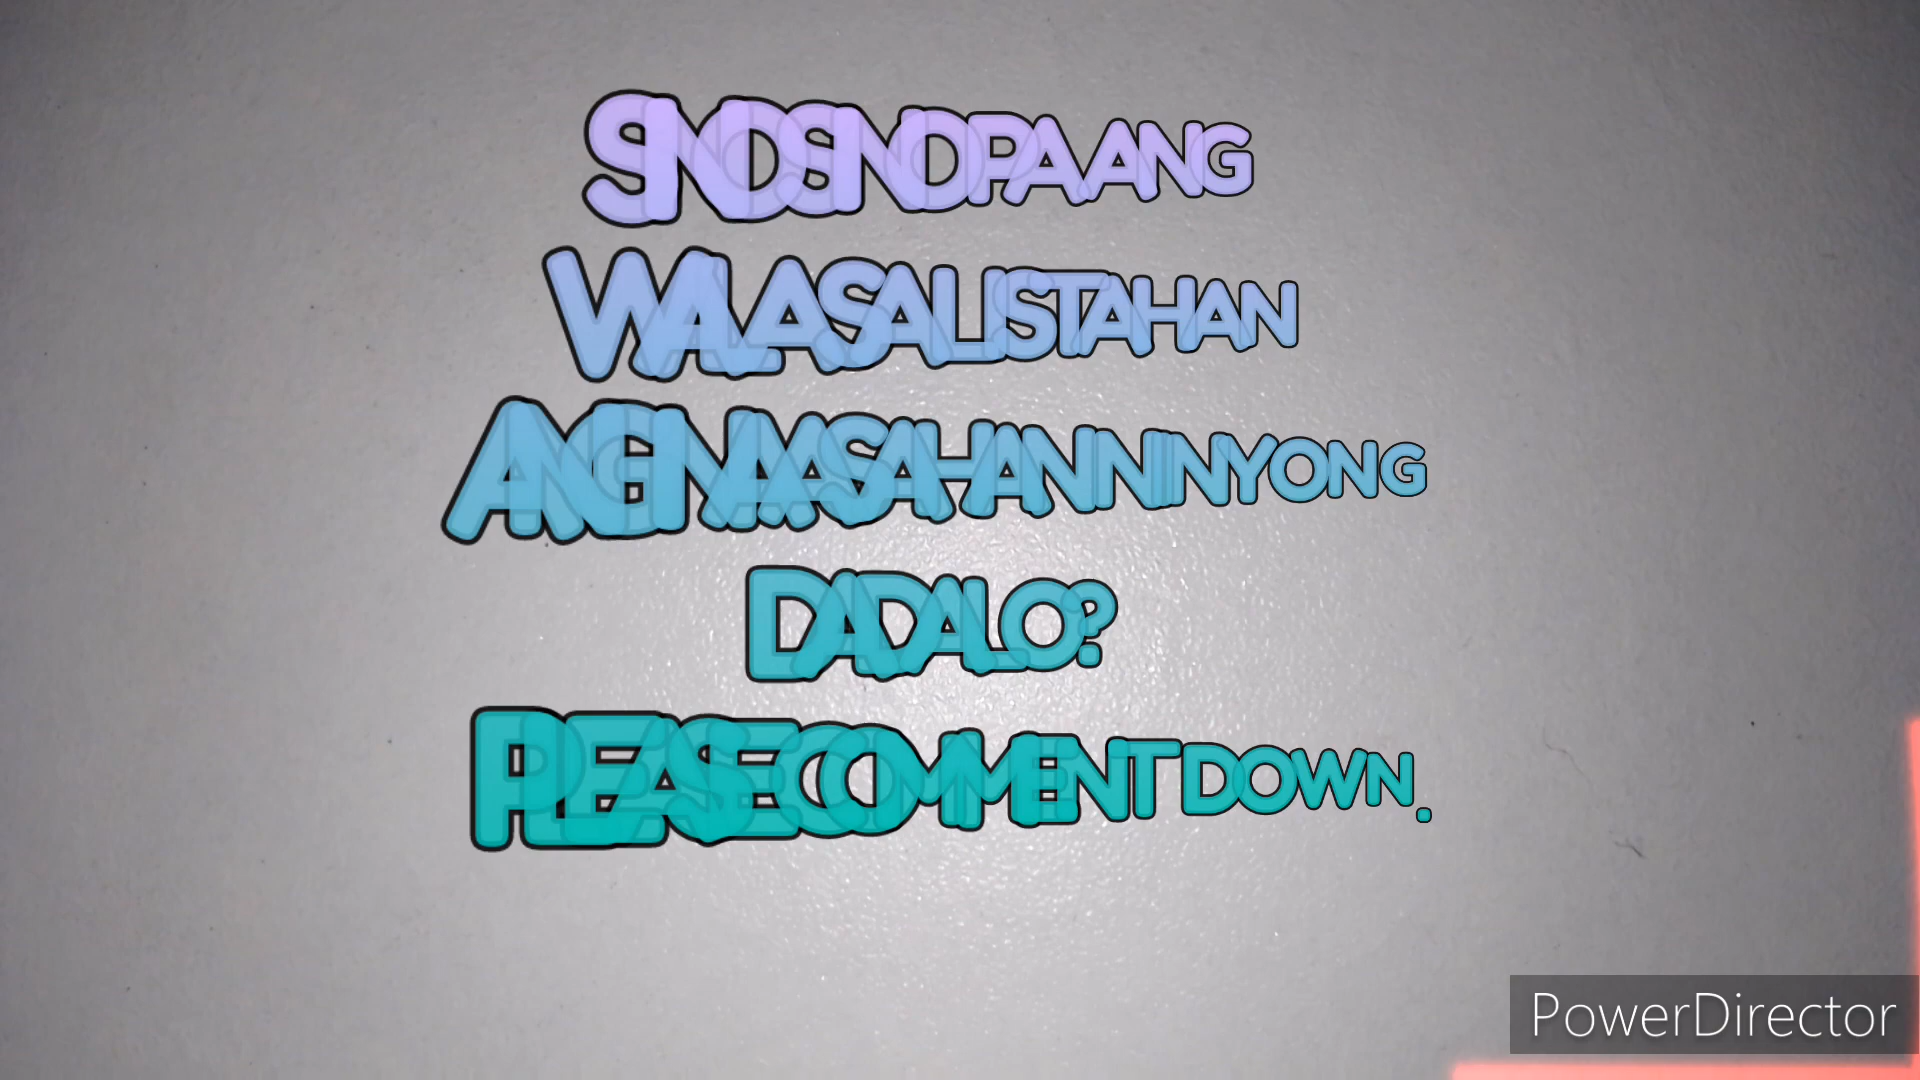 SINO SINO PA ANG
WALA SA LISTAHAN
ANG INAASAHAN NINYONG
DADALO?
PLEASE COMMENT DOWN.
PowerDirector